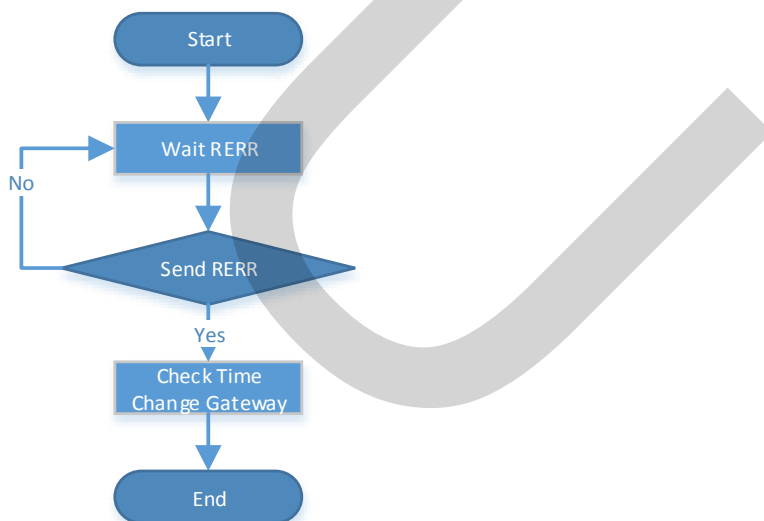 Start
Wait RERR
No
Send RERR
Yes
Check Time
Change Gateway
End